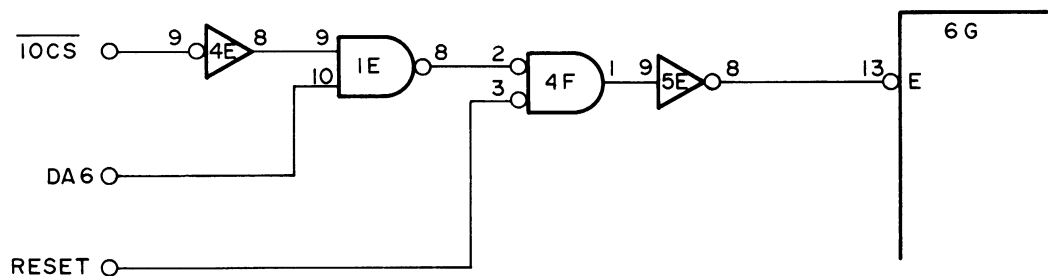 6G
IOCS 9 4E 8 9 1E 8 2 4F 1 9 5E 8 13 E
10 3
DA6
RESET